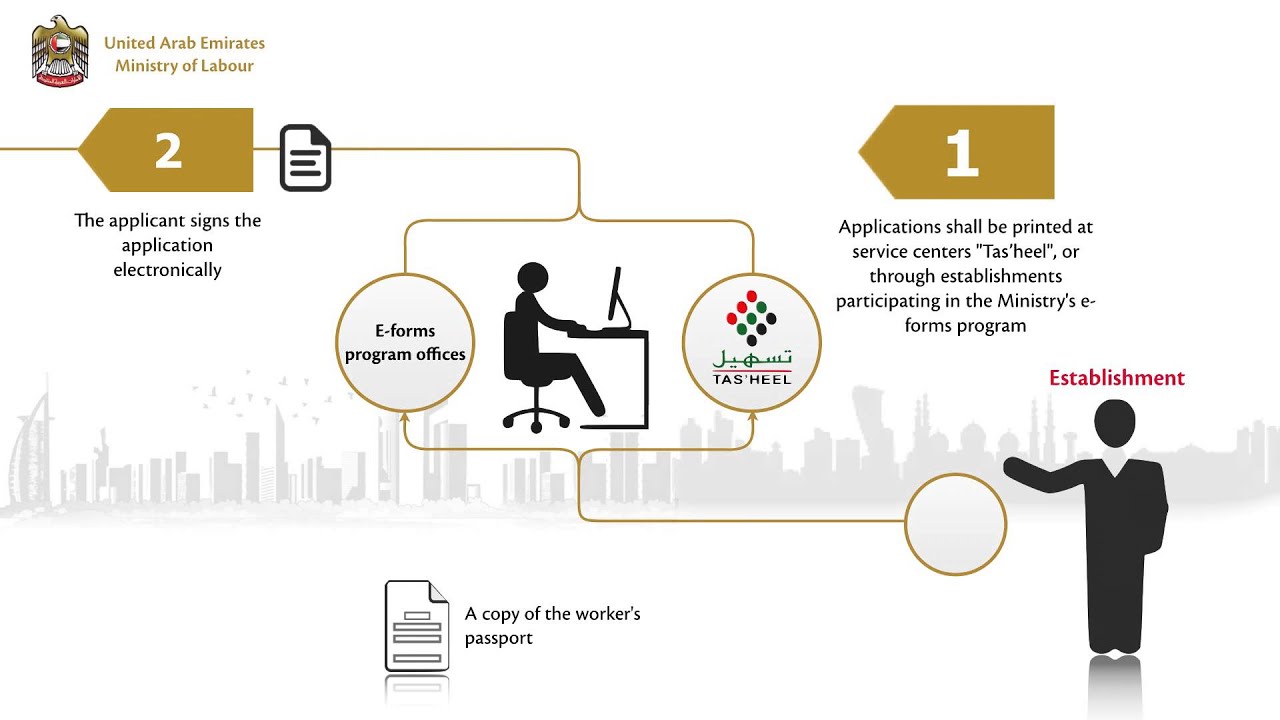 United Arab Emirates
Ministry of Labour
1
Applications shall be printed at
service centers "Tas’heel", or
through establishments
participating in the Ministry's e-
forms program
2
The applicant signs the
application
electronically
E-forms
program offices
تسهيل
TAS'HEEL
Establishment
A copy of the worker's
passport